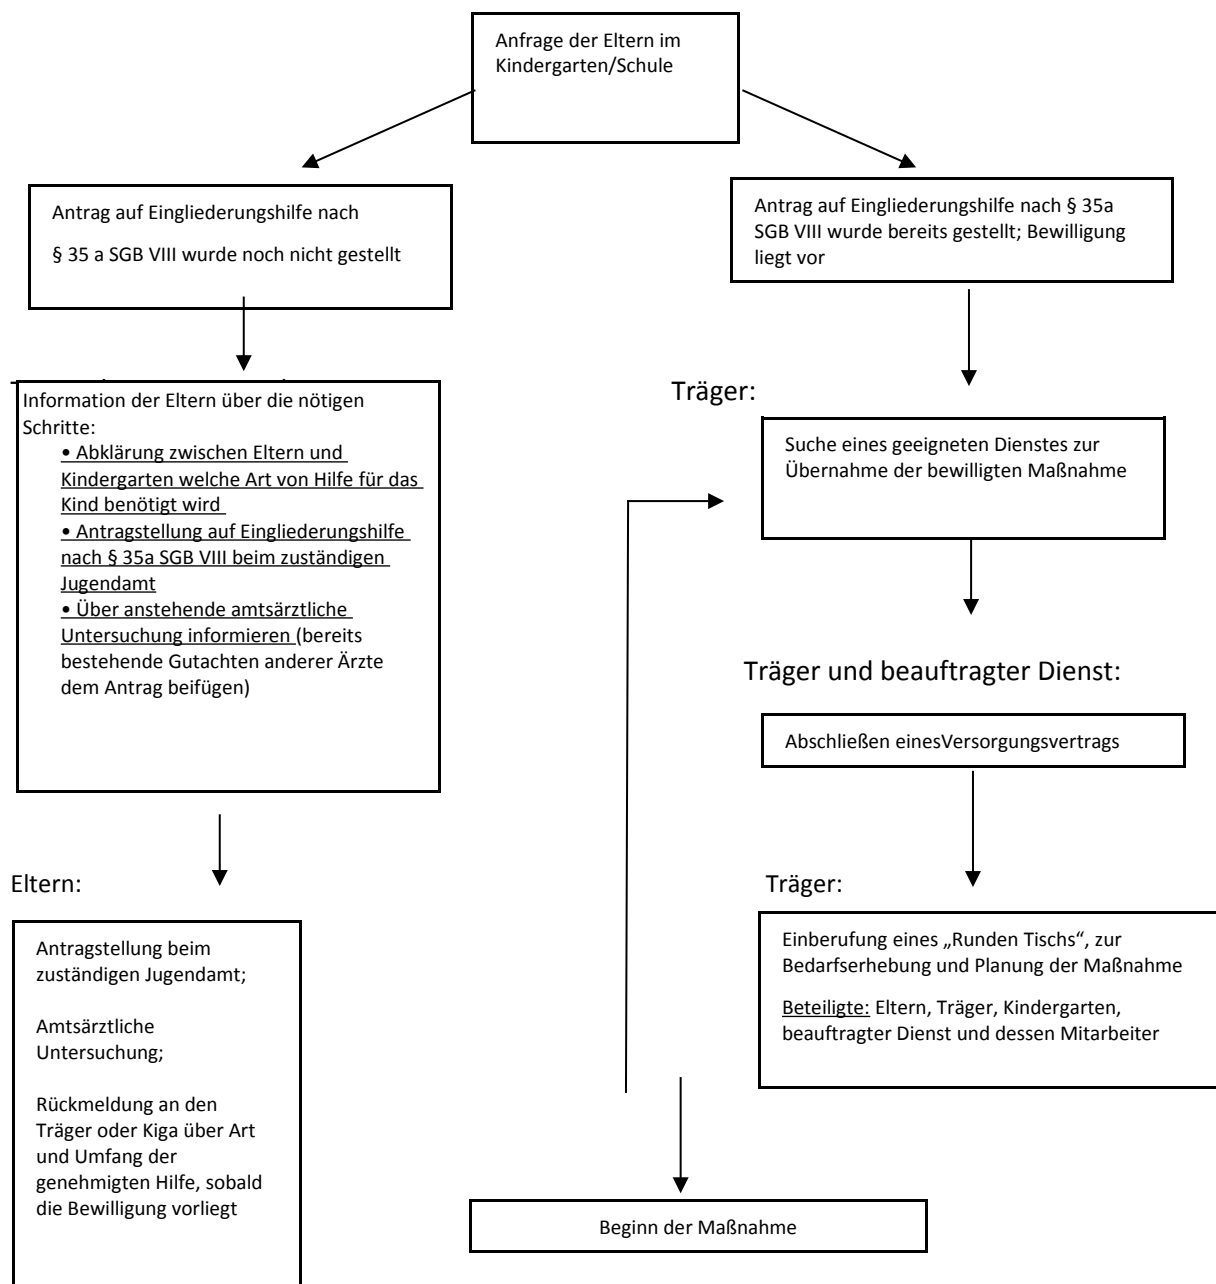 Anfrage der Eltern im
Kindergarten/Schule
Antrag auf Eingliederungshilfe nach
§ 35 a SGB VIII wurde noch nicht gestellt
Antrag auf Eingliederungshilfe nach § 35a
SGB VIII wurde bereits gestellt; Bewilligung
liegt vor
Information der Eltern über die nötigen
Schritte:
• Abklärung zwischen Eltern und
Kindergarten welche Art von Hilfe für das
Kind benötigt wird
• Antragstellung auf Eingliederungshilfe
nach § 35a SGB VIII beim zuständigen
Jugendamt
• Über anstehende amtsärztliche
Untersuchung informieren (bereits
bestehende Gutachten anderer Ärzte
dem Antrag beifügen)
Eltern:
Antragstellung beim
zuständigen Jugendamt;
Amtsärztliche
Untersuchung;
Rückmeldung an den
Träger oder Kiga über Art
und Umfang der
genehmigten Hilfe, sobald
die Bewilligung vorliegt
Träger:
Suche eines geeigneten Dienstes zur
Übernahme der bewilligten Maßnahme
Träger und beauftragter Dienst:
Abschließen einesVersorgungsvertrags
Träger:
Einberufung eines „Runden Tischs“, zur
Bedarfserhebung und Planung der Maßnahme
Beteiligte: Eltern, Träger, Kindergarten,
beauftragter Dienst und dessen Mitarbeiter
Beginn der Maßnahme